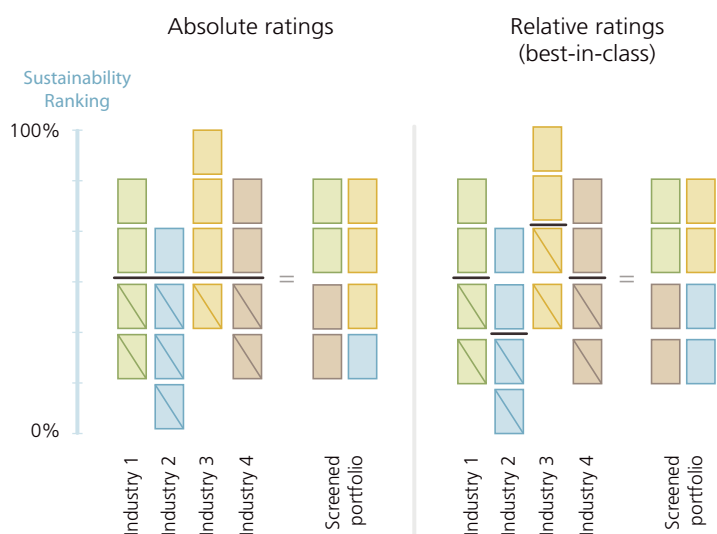 Absolute ratings
Relative ratings
(best-in-class)
Sustainability
Ranking
100%
0%
=
=
Industry 1
Industry 2
Industry 3
Industry 4
Screened
portfolio
Industry 1
Industry 2
Industry 3
Industry 4
Screened
portfolio